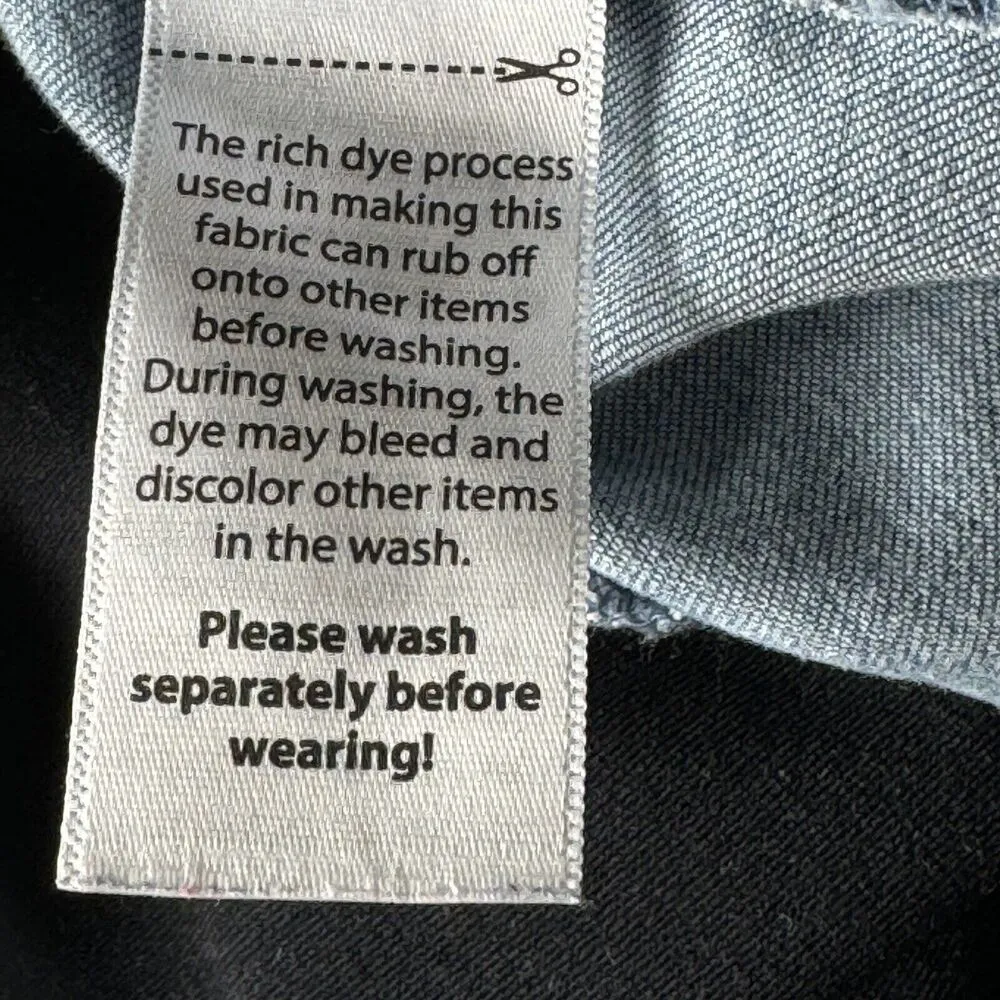 The rich dye process
used in making this
fabric can rub off
onto other items
before washing.
During washing, the
dye may bleed and
discolor other items
in the wash.
Please wash
separately before
wearing!